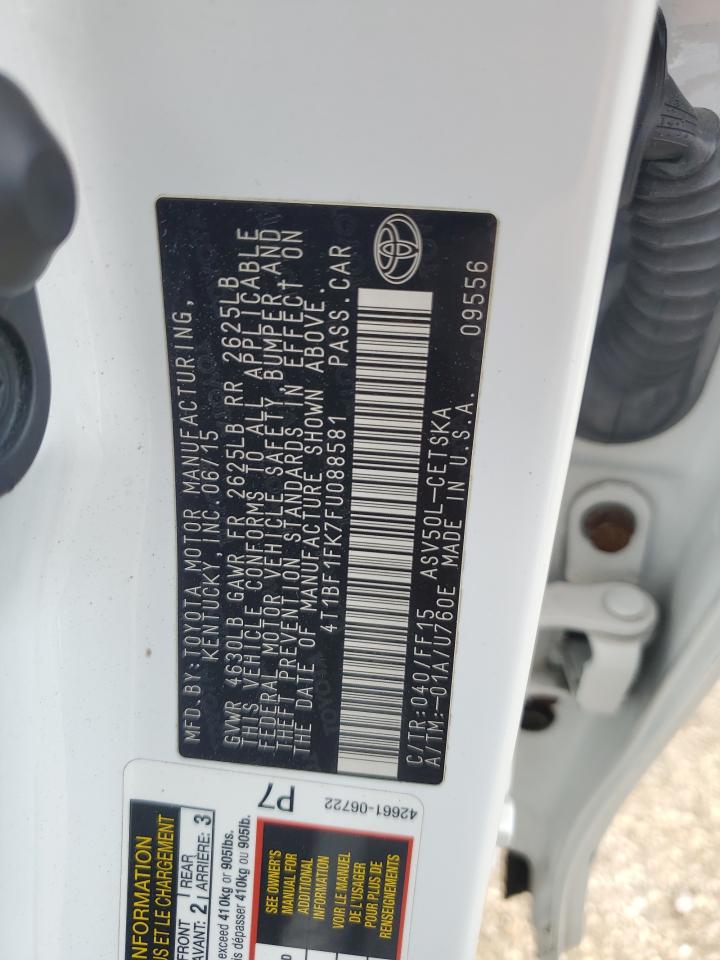 MFD.BY:TOYOTA MOTOR MANUFACTURING,
KENTUCKY, INC. 06/15
GVWR 4630LB GAWR FR 2625LB RR 2625LB
THIS VEHICLE CONFORMS TO ALL APPLICABLE
FEDERAL MOTOR VEHICLE SAFETY BUMPER, AND
THEFT PREVENTION STANDARDS IN EFFECT ON
THE DATE OF MANUFACTURE SHOWN ABOVE.
4T1BF1FK7FU088581 PASS.CAR
C/TR:040/FF15 ASV50L-CETSKA
A/TM:-01A/U760E MADE IN U.S.A. 09556
P7
42661-06722
INFORMATION
US ET LE CHARGEMENT
FRONT REAR
AVANT: 2 ARRIÈRE: 3
exceed 410kg or 905lbs.
is dépasser 410kg ou 905lb.
SEE OWNER'S
MANUAL FOR
ADDITIONAL
INFORMATION
VOIR LE MANUEL
DE L'USAGER
POUR PLUS DE
RENSEIGNEMENTS